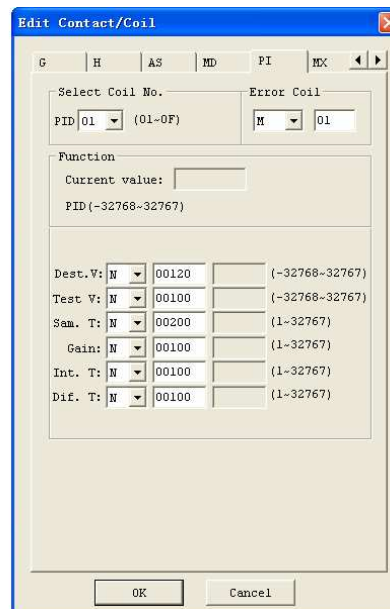 Edit Contact/Coil
G H AS MD PI MX
Select Coil No. Error Coil
PID 01 (01~0F) M 01
Function
Current value:
PID(-32768~32767)
Dest.V: N 00120 (-32768~32767)
Test V: N 00100 (-32768~32767)
Sam. T: N 00200 (1~32767)
Gain: N 00100 (1~32767)
Int. T: N 00100 (1~32767)
Dif. T: N 00100 (1~32767)
OK Cancel